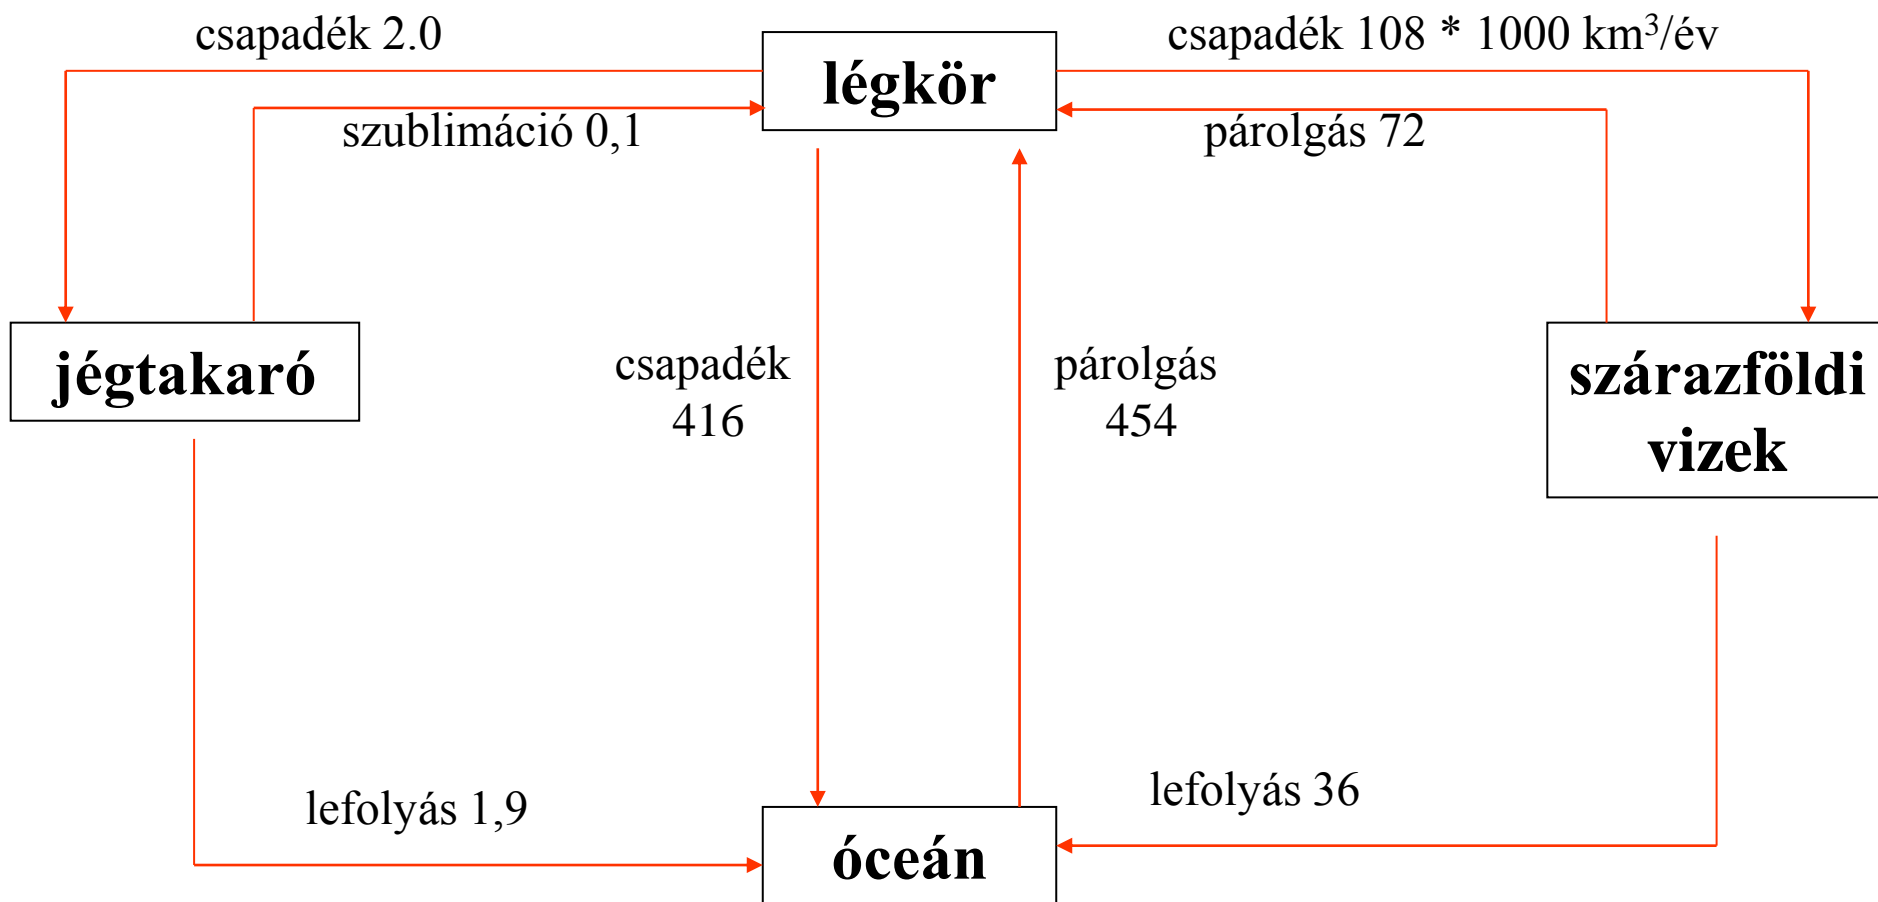 csapadék 2.0
csapadék 108 * 1000 km³/év
légkör
szublimáció 0,1
párolgás 72
jégtakaró
csapadék
416
párolgás
454
szárazföldi
vizek
lefolyás 1,9
lefolyás 36
óceán